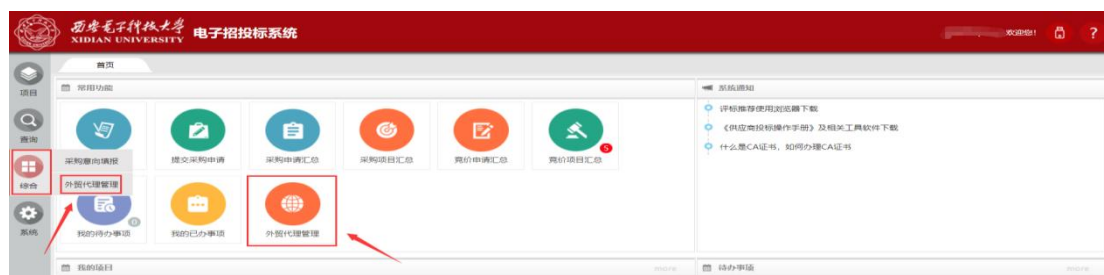 西安电子科技大学
XIDIAN UNIVERSITY
电子招投标系统
欢迎您!
?
首页
项目
查询
综合
系统
常用功能
采购意向填报
提交采购申请
采购申请汇总
采购项目汇总
竞价申请汇总
竞价项目汇总
5
外贸代理管理
我的待办事项
0
我的已办事项
外贸代理管理
系统通知
评标推荐使用浏览器下载
《供应商投标操作手册》及相关工具软件下载
什么是CA证书，如何办理CA证书
我的项目
more
待办事项
more